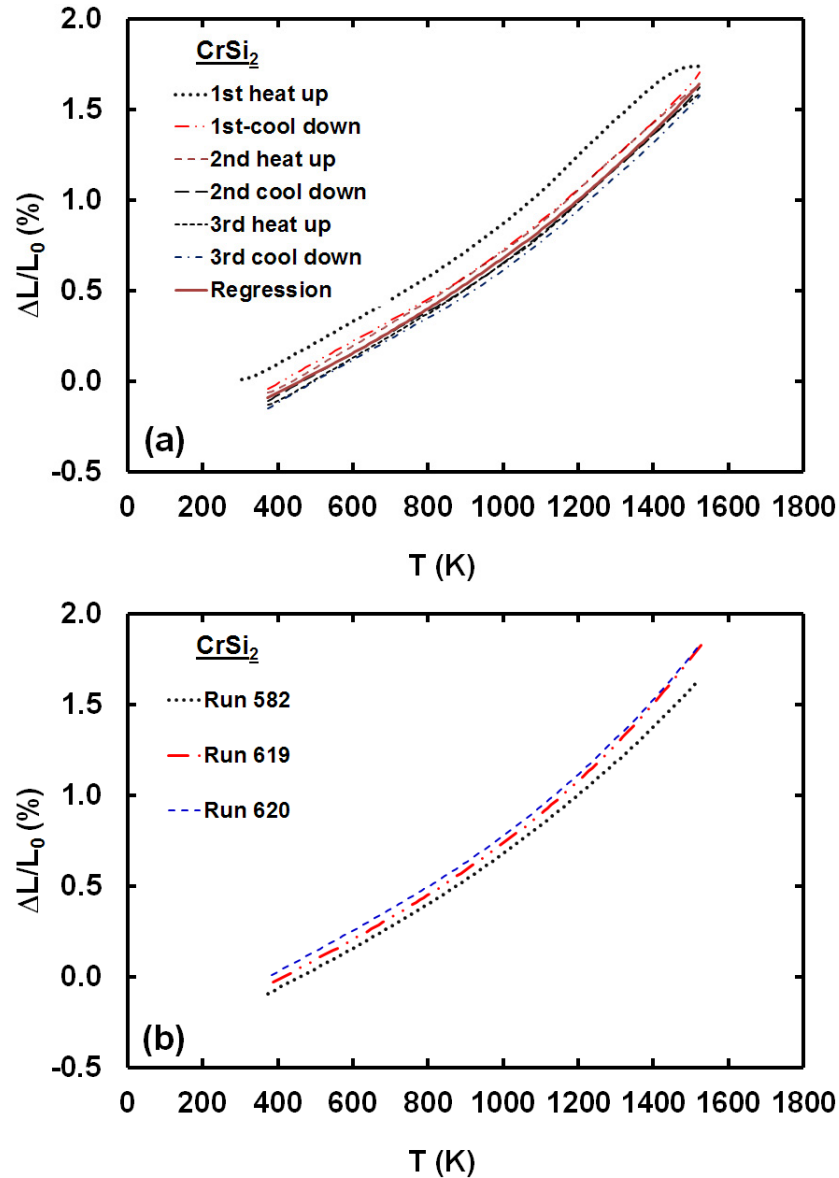 2.0
CrSi2
1st heat up
1.5
1st-cool down
2nd heat up
1.0
2nd cool down
3rd heat up
3rd cool down
0.5
Regression
ΔL/L0 (%)
0.0
(a)
-0.5
0 200 400 600 800 1000 1200 1400 1600 1800
T (K)
2.0
CrSi2
Run 582
1.5
Run 619
1.0
Run 620
ΔL/L0 (%)
0.5
0.0
(b)
-0.5
0 200 400 600 800 1000 1200 1400 1600 1800
T (K)